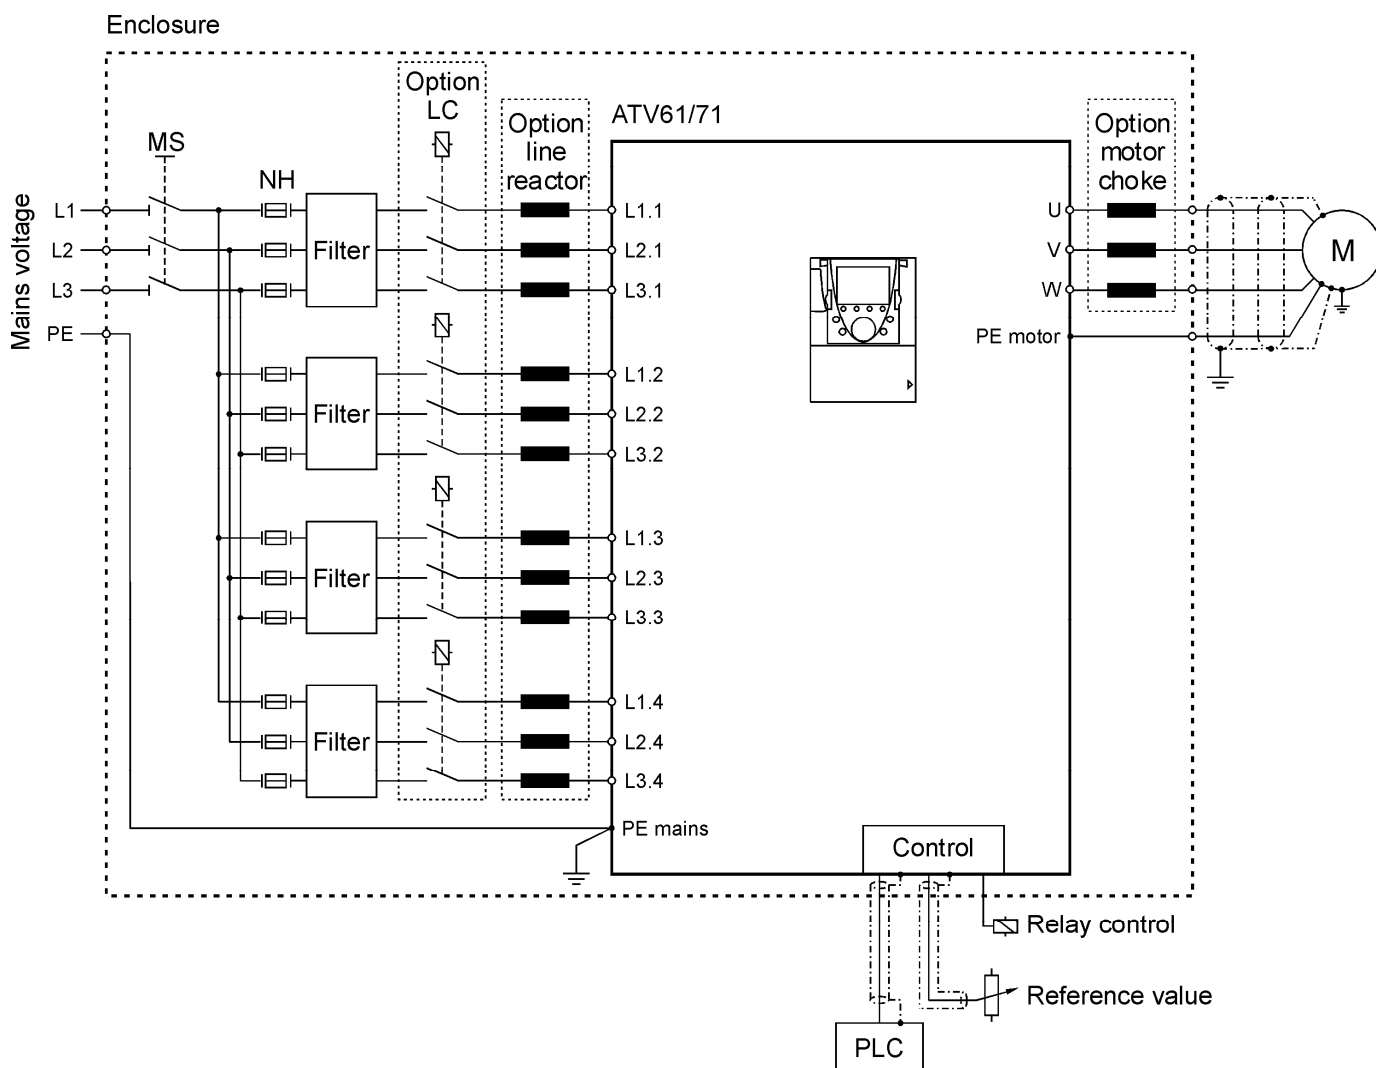 Enclosure
Option
LC
Option
line
reactor
ATV61/71
Option
motor
choke
MS
NH
Mains voltage
L1
L2
L3
PE
Filter
Filter
Filter
Filter
L1.1
L2.1
L3.1
L1.2
L2.2
L3.2
L1.3
L2.3
L3.3
L1.4
L2.4
L3.4
PE mains
U
V
W
PE motor
M
Control
Relay control
Reference value
PLC